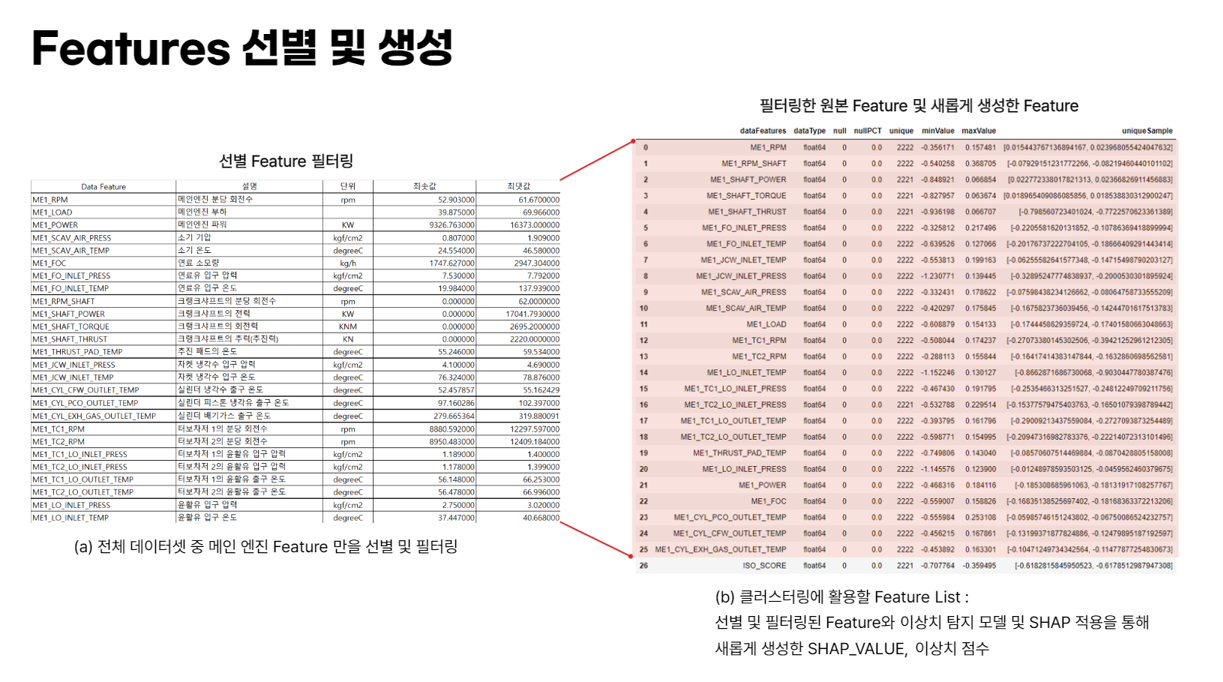 Features 선별 및 생성
선별 Feature 필터링
Data Feature 설명 단위 최솟값 최댓값
ME1_RPM 메인엔진 분당 회전수 rpm 52.903000 61.6700000
ME1_LOAD 메인엔진 부하 39.875000 69.966000
ME1_POWER 메인엔진 파워 KW 9326.763000 16373.000000
ME1_SCAV_AIR_PRESS 소기 기압 kgf/cm2 0.807000 1.909000
ME1_SCAV_AIR_TEMP 소기 온도 degreeC 24.554000 46.580000
ME1_FOC 연료 소모량 kg/h 1747.627000 2947.304000
ME1_FO_INLET_PRESS 연료유 입구 압력 kgf/cm2 7.530000 7.792000
ME1_FO_INLET_TEMP 연료유 입구 온도 degreeC 19.984000 137.939000
ME1_RPM_SHAFT 크랭크샤프트의 분당 회전수 rpm 0.000000 62.0000000
ME1_SHAFT_POWER 크랭크샤프트의 전력 KW 0.000000 17041.7930000
ME1_SHAFT_TORQUE 크랭크샤프트의 회전력 KNM 0.000000 2695.2000000
ME1_SHAFT_THRUST 크랭크샤프트의 추력(추진력) KN 0.000000 2220.0000000
ME1_THRUST_PAD_TEMP 추진 패드의 온도 degreeC 55.246000 59.534000
ME1_JCW_INLET_PRESS 자켓 냉각수 입구 압력 kgf/cm2 4.100000 4.690000
ME1_JCW_INLET_TEMP 자켓 냉각수 입구 온도 degreeC 76.324000 78.876000
ME1_CYL_CFW_OUTLET_TEMP 실린더 냉각수 출구 온도 degreeC 52.457857 55.162429
ME1_CYL_PCO_OUTLET_TEMP 실린더 피스톤 냉각유 출구 온도 degreeC 97.160286 102.397000
ME1_CYL_EXH_GAS_OUTLET_TEMP 실린더 배기가스 출구 온도 degreeC 279.665364 319.880091
ME1_TC1_RPM 터보차저 1의 분당 회전수 rpm 8880.592000 12297.597000
ME1_TC2_RPM 터보차저 2의 분당 회전수 rpm 8950.483000 12409.184000
ME1_TC1_LO_INLET_PRESS 터보차저 1의 윤활유 입구 압력 kgf/cm2 1.189000 1.400000
ME1_TC2_LO_INLET_PRESS 터보차저 2의 윤활유 입구 압력 kgf/cm2 1.178000 1.399000
ME1_TC1_LO_OUTLET_TEMP 터보차저 1의 윤활유 출구 온도 degreeC 56.148000 66.253000
ME1_TC2_LO_OUTLET_TEMP 터보차저 2의 윤활유 출구 온도 degreeC 56.478000 66.996000
ME1_LO_INLET_PRESS 윤활유 입구 압력 kgf/cm2 2.750000 3.020000
ME1_LO_INLET_TEMP 윤활유 입구 온도 degreeC 37.447000 40.668000
(a) 전체 데이터셋 중 메인 엔진 Feature 만을 선별 및 필터링
필터링한 원본 Feature 및 새롭게 생성한 Feature
dataFeatures dataType null nullPCT unique minValue maxValue uniqueSample
0 ME1_RPM float64 0 0.0 2222 -0.356171 0.157481 [0.015443767136894167, 0.023968055424047632]
1 ME1_RPM_SHAFT float64 0 0.0 2222 -0.540258 0.368705 [-0.07929151231772266, -0.08219460440101102]
2 ME1_SHAFT_POWER float64 0 0.0 2221 -0.848921 0.066854 [0.022772338017821313, 0.02366826911456883]
3 ME1_SHAFT_TORQUE float64 0 0.0 2221 -0.827957 0.063674 [0.018965409086085856, 0.018538830312900247]
4 ME1_SHAFT_THRUST float64 0 0.0 2221 -0.936198 0.066707 [-0.798560723401024, -0.7722570623361389]
5 ME1_FO_INLET_PRESS float64 0 0.0 2221 -0.325812 0.217496 [-0.2205581620131852, -0.10786369418899994]
6 ME1_FO_INLET_TEMP float64 0 0.0 2222 -0.639526 0.127066 [-0.20176737222704105, -0.18666409291443414]
7 ME1_JCW_INLET_TEMP float64 0 0.0 2222 -0.553813 0.199163 [-0.06255582641577348, -0.14715498790203127]
8 ME1_JCW_INLET_PRESS float64 0 0.0 2222 -1.230771 0.139445 [-0.32895247774838937, -0.2000530301895924]
9 ME1_SCAV_AIR_PRESS float64 0 0.0 2222 -0.332431 0.178622 [-0.07598438234126662, -0.08064758733555209]
10 ME1_SCAV_AIR_TEMP float64 0 0.0 2222 -0.420297 0.175845 [-0.1675823736039456, -0.14244701617513783]
11 ME1_LOAD float64 0 0.0 2222 -0.608879 0.154133 [-0.1744458629359724, -0.17401580663048663]
12 ME1_TC1_RPM float64 0 0.0 2222 -0.508044 0.174237 [-0.27073380145302506, -0.39421252961212305]
13 ME1_TC2_RPM float64 0 0.0 2222 -0.288113 0.155844 [-0.16417414383147844, -0.1632860698562581]
14 ME1_LO_INLET_TEMP float64 0 0.0 2222 -1.152246 0.130127 [-0.8662871686730068, -0.9030447780387476]
15 ME1_TC1_LO_INLET_PRESS float64 0 0.0 2222 -0.467430 0.191795 [-0.2535466313251527, -0.24812249709211756]
16 ME1_TC2_LO_INLET_PRESS float64 0 0.0 2221 -0.532788 0.229514 [-0.15377579475403763, -0.16501079398789442]
17 ME1_TC1_LO_OUTLET_TEMP float64 0 0.0 2221 -0.393795 0.161796 [-0.29009213437559084, -0.2727093873254489]
18 ME1_TC2_LO_OUTLET_TEMP float64 0 0.0 2222 -0.598771 0.154995 [-0.20947316982783376, -0.22214072313101496]
19 ME1_THRUST_PAD_TEMP float64 0 0.0 2222 -0.749806 0.143040 [-0.08570607514469884, -0.0870428805158008]
20 ME1_LO_INLET_PRESS float64 0 0.0 2222 -1.145576 0.123900 [-0.01248978593503125, -0.0459562460379675]
21 ME1_POWER float64 0 0.0 2222 -0.468316 0.184116 [-0.185308685961063, -0.18131917108257767]
22 ME1_FOC float64 0 0.0 2222 -0.559007 0.158826 [-0.16835138525697402, -0.18168363372213206]
23 ME1_CYL_PCO_OUTLET_TEMP float64 0 0.0 2222 -0.555984 0.253108 [-0.05985746151243802, -0.06750086524232757]
24 ME1_CYL_CFW_OUTLET_TEMP float64 0 0.0 2222 -0.456215 0.167861 [-0.13199371877824886, -0.12479895187192597]
25 ME1_CYL_EXH_GAS_OUTLET_TEMP float64 0 0.0 2222 -0.453892 0.163301 [-0.10471249734342564, -0.11477877254830673]
26 ISO_SCORE float64 0 0.0 2221 -0.707764 -0.359495 [-0.6182815845950523, -0.6178512987947308]
(b) 클러스터링에 활용할 Feature List :
선별 및 필터링된 Feature와 이상치 탐지 모델 및 SHAP 적용을 통해
새롭게 생성한 SHAP_VALUE, 이상치 점수